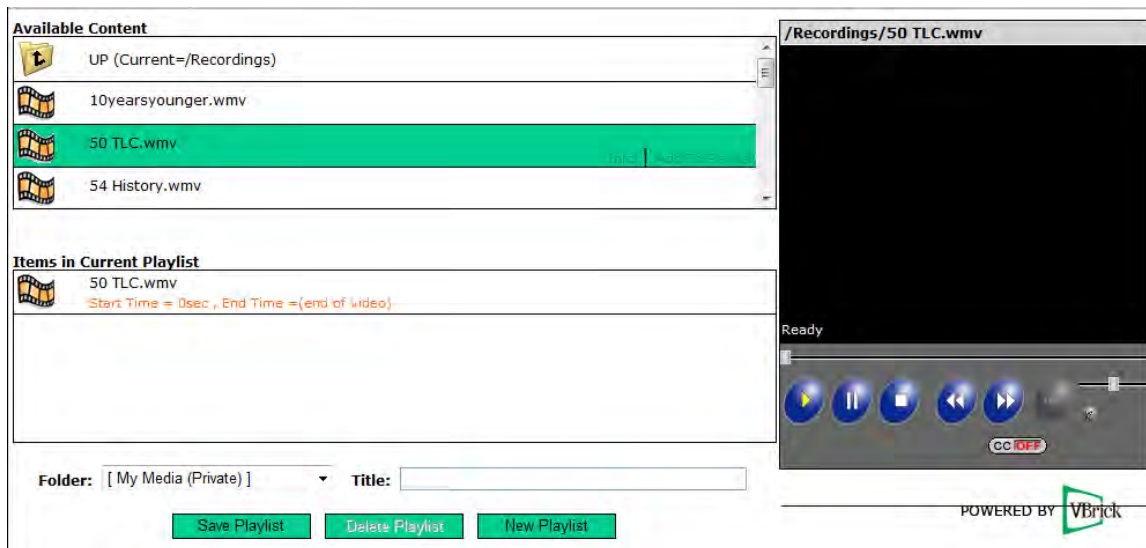 Available Content
UP (Current=/Recordings)
10yearsyounger.wmv
50 TLC.wmv
Info
54 History.wmv
Items in Current Playlist
50 TLC.wmv
Start Time = 0sec , End Time =(end of video)
Folder: [ My Media (Private) ] Title:
Save Playlist Delete Playlist New Playlist
/Recordings/50 TLC.wmv
Ready
CC OFF
POWERED BY VBrick